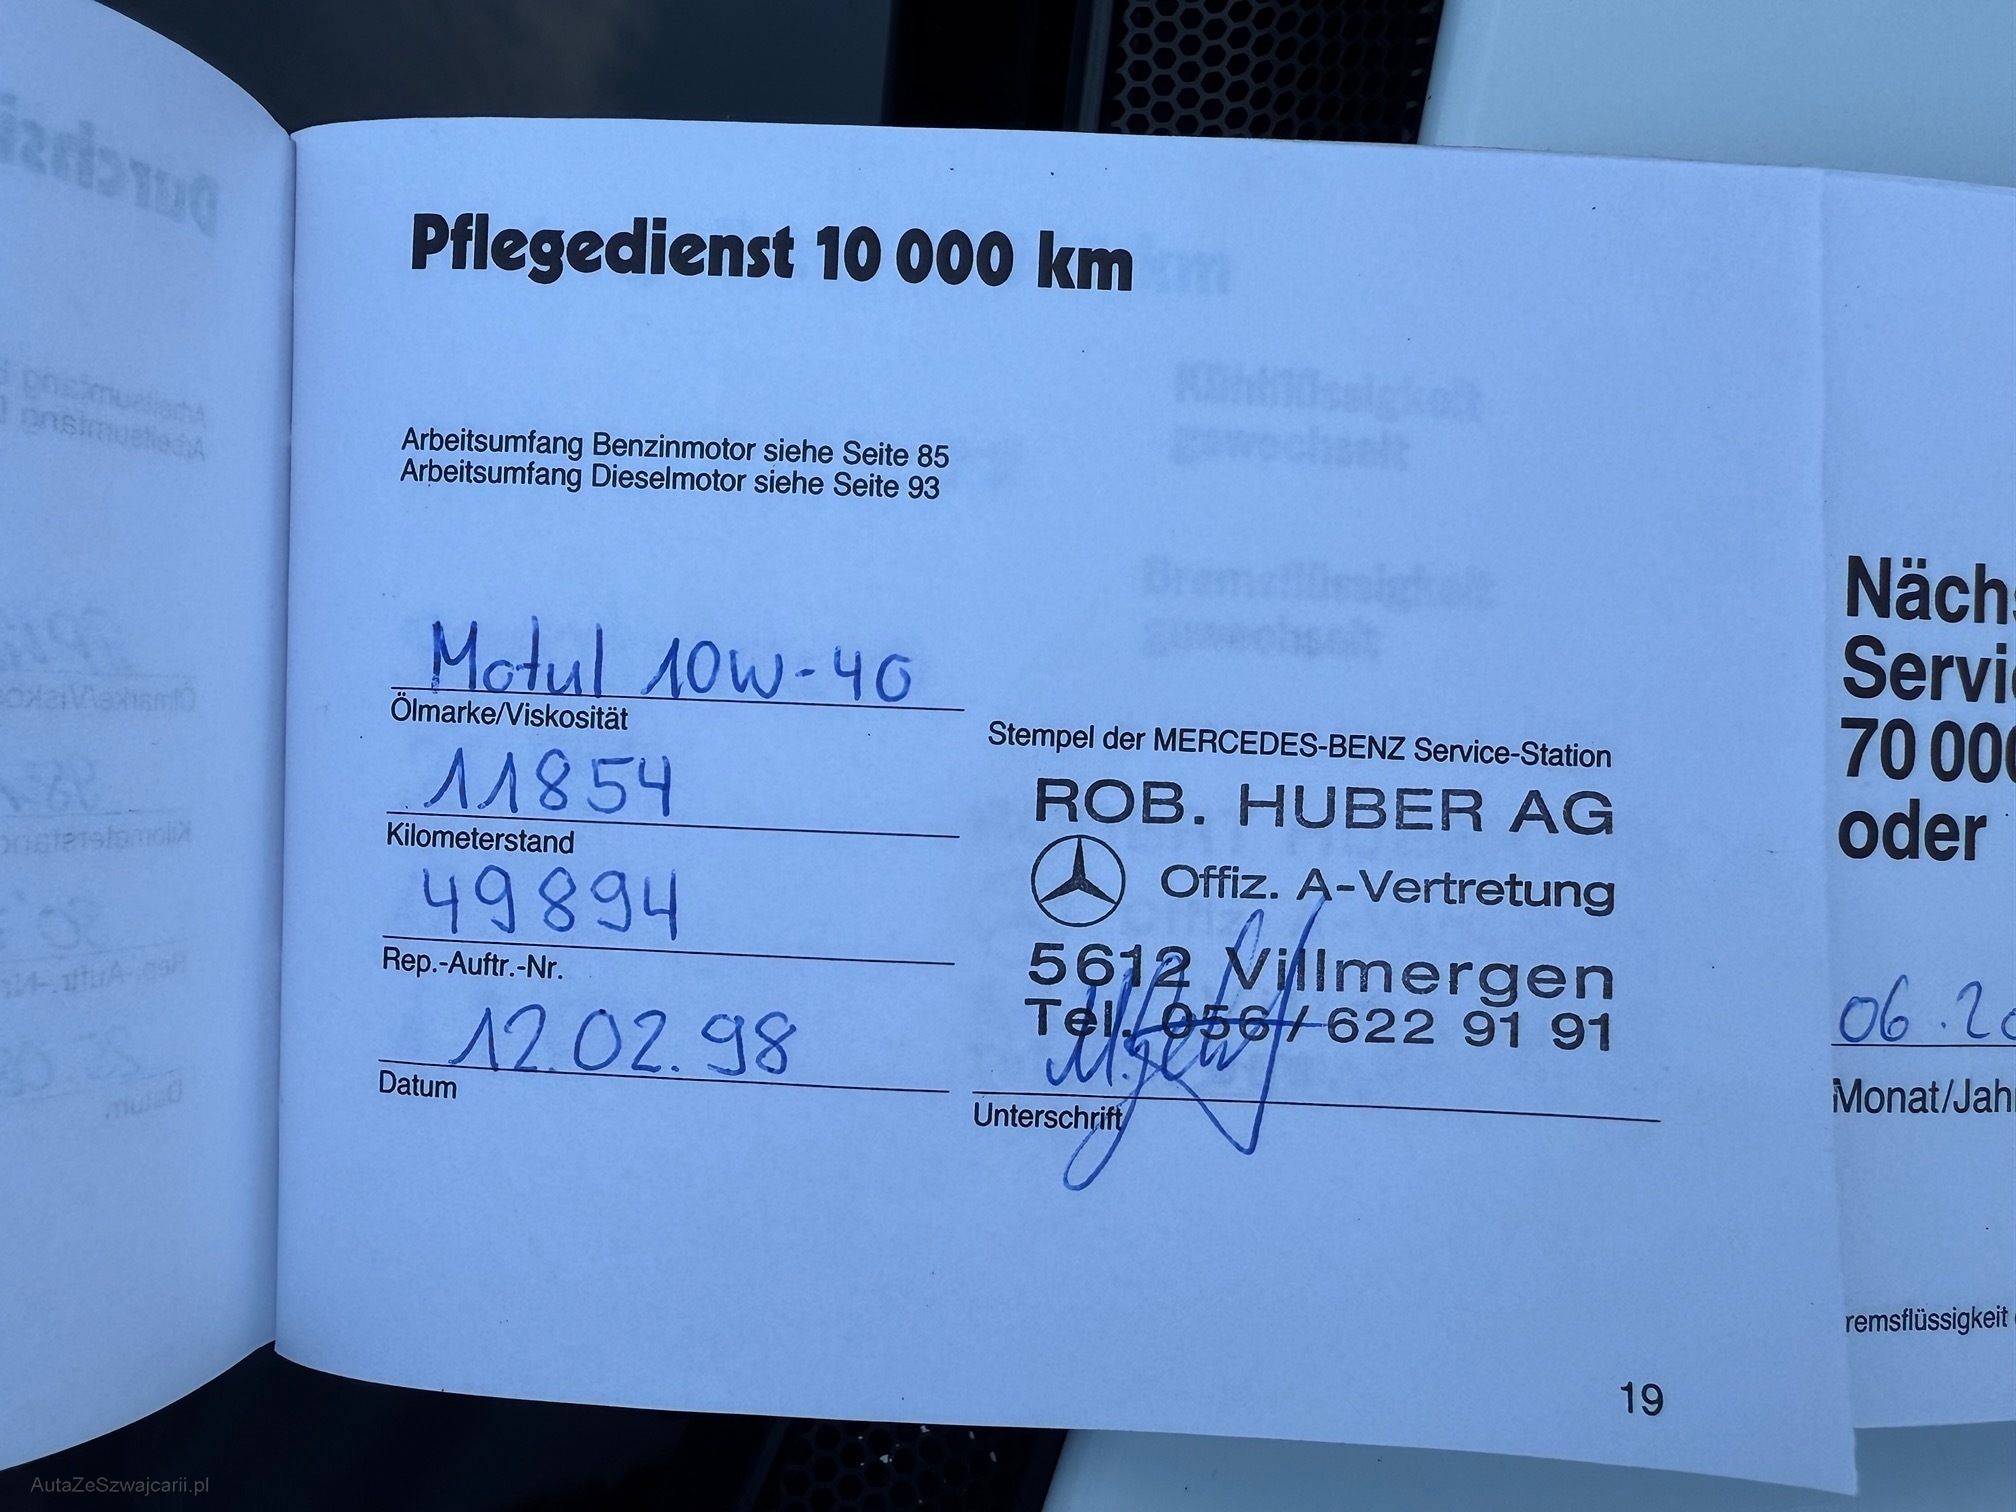 Pflegedienst 10 000 km
Arbeitsumfang Benzinmotor siehe Seite 85
Arbeitsumfang Dieselmotor siehe Seite 93
Motul 10W-40
Ölmarke/Viskosität
11854
Kilometerstand
49894
Rep.-Auftr.-Nr.
12.02.98
Datum
Stempel der MERCEDES-BENZ Service-Station
ROB. HUBER AG
Offiz. A-Vertretung
5612 Villmergen
Tel. 056/622 91 91
Unterschrift
19
Nächs
Servi
70 000
oder
06.20
Monat/Jah
remsflüssigkeit
AutaZeSzwajcarii.pl